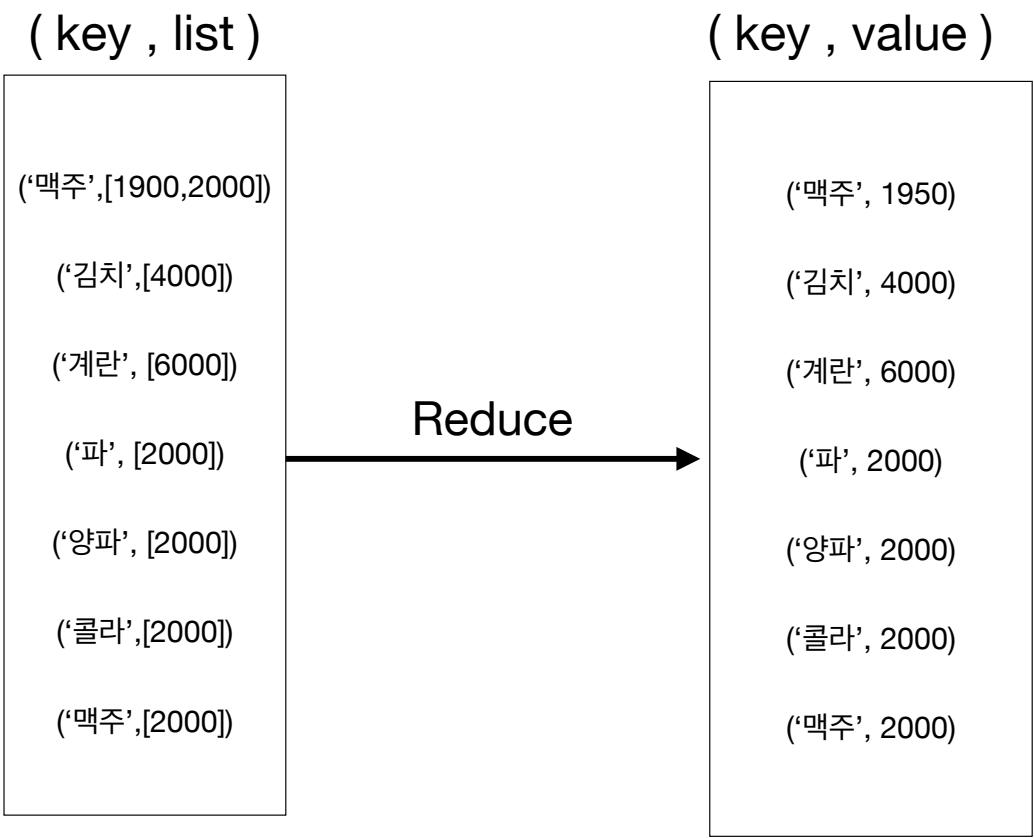 ( key , list )
(‘맥주’,[1900,2000])
(‘김치’,[4000])
(‘계란’, [6000])
(‘파’, [2000])
(‘양파’, [2000])
(‘콜라’,[2000])
(‘맥주’,[2000])
Reduce
( key , value )
(‘맥주’, 1950)
(‘김치’, 4000)
(‘계란’, 6000)
(‘파’, 2000)
(‘양파’, 2000)
(‘콜라’, 2000)
(‘맥주’, 2000)